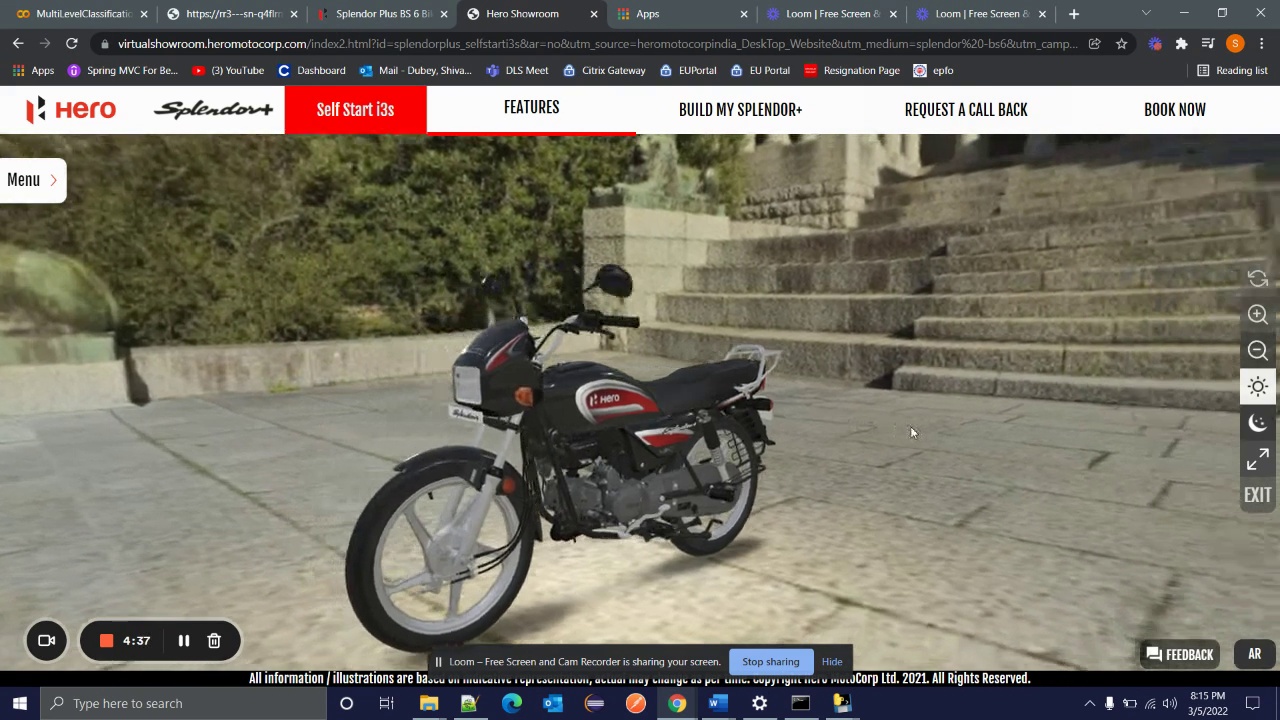 MultiLevelClassificatio
https://rr3---sn-q4flrn
Splendor Plus BS 6 Bik
Hero Showroom
Apps
Loom | Free Screen &
Loom | Free Screen &
virtualshowroom.heromotocorp.com/index2.html?id=splendorplus_selfstarti3s&at=no&utm_source=heromotocorpindia_DeskTop_Website&utm_medium=splendor%20-bs6&utm_camp...
S
Apps
Spring MVC For Be...
(3) YouTube
Dashboard
Mail - Dubey, Shiva...
DLS Meet
Citrix Gateway
EUPortal
EU Portal
Resignation Page
epfo
Reading list
Hero
Splendor+
Self Start i3s
FEATURES
BUILD MY SPLENDOR+
REQUEST A CALL BACK
BOOK NOW
Menu
Hero
Splendor+
EXIT
4:37
FEEDBACK
AR
Loom – Free Screen and Cam Recorder is sharing your screen.
Stop sharing
Hide
All information / illustrations are based on indicative representation, actual may change as per time. Copyright Hero MotoCorp Ltd. 2021. All Rights Reserved.
Type here to search
8:15 PM
3/5/2022